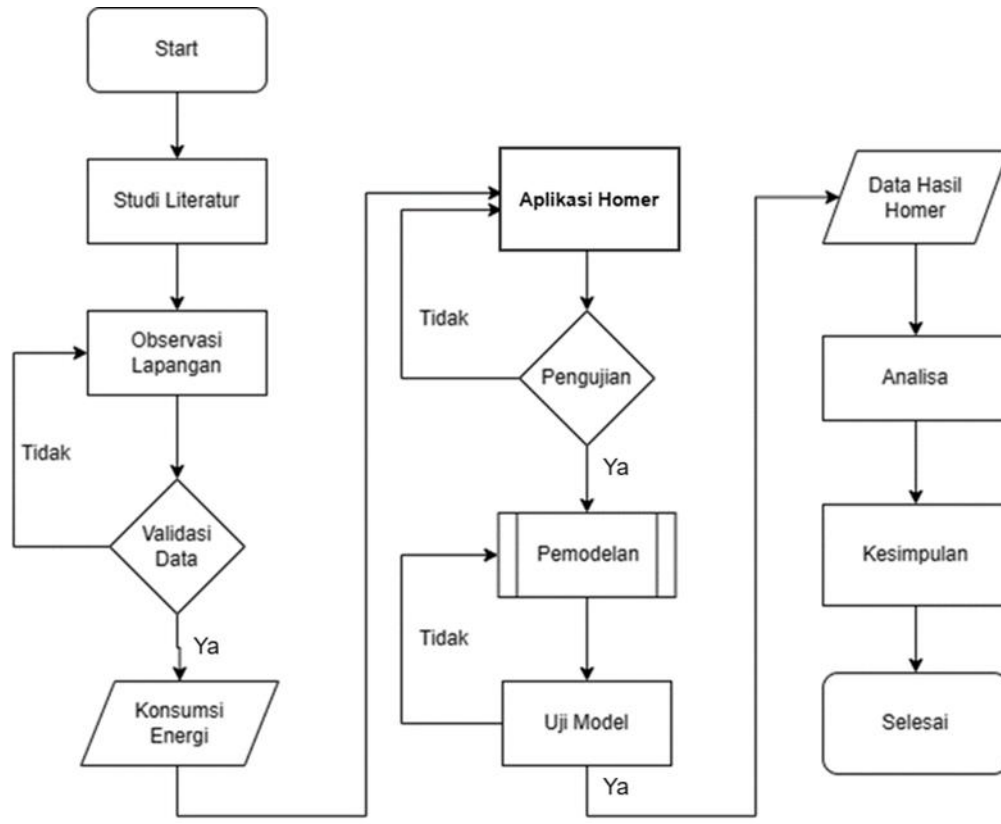 Start
Studi Literatur
Observasi
Lapangan
Tidak
Validasi
Data
Ya
Konsumsi
Energi
Aplikasi Homer
Tidak
Pengujian
Ya
Pemodelan
Tidak
Uji Model
Ya
Data Hasil
Homer
Analisa
Kesimpulan
Selesai